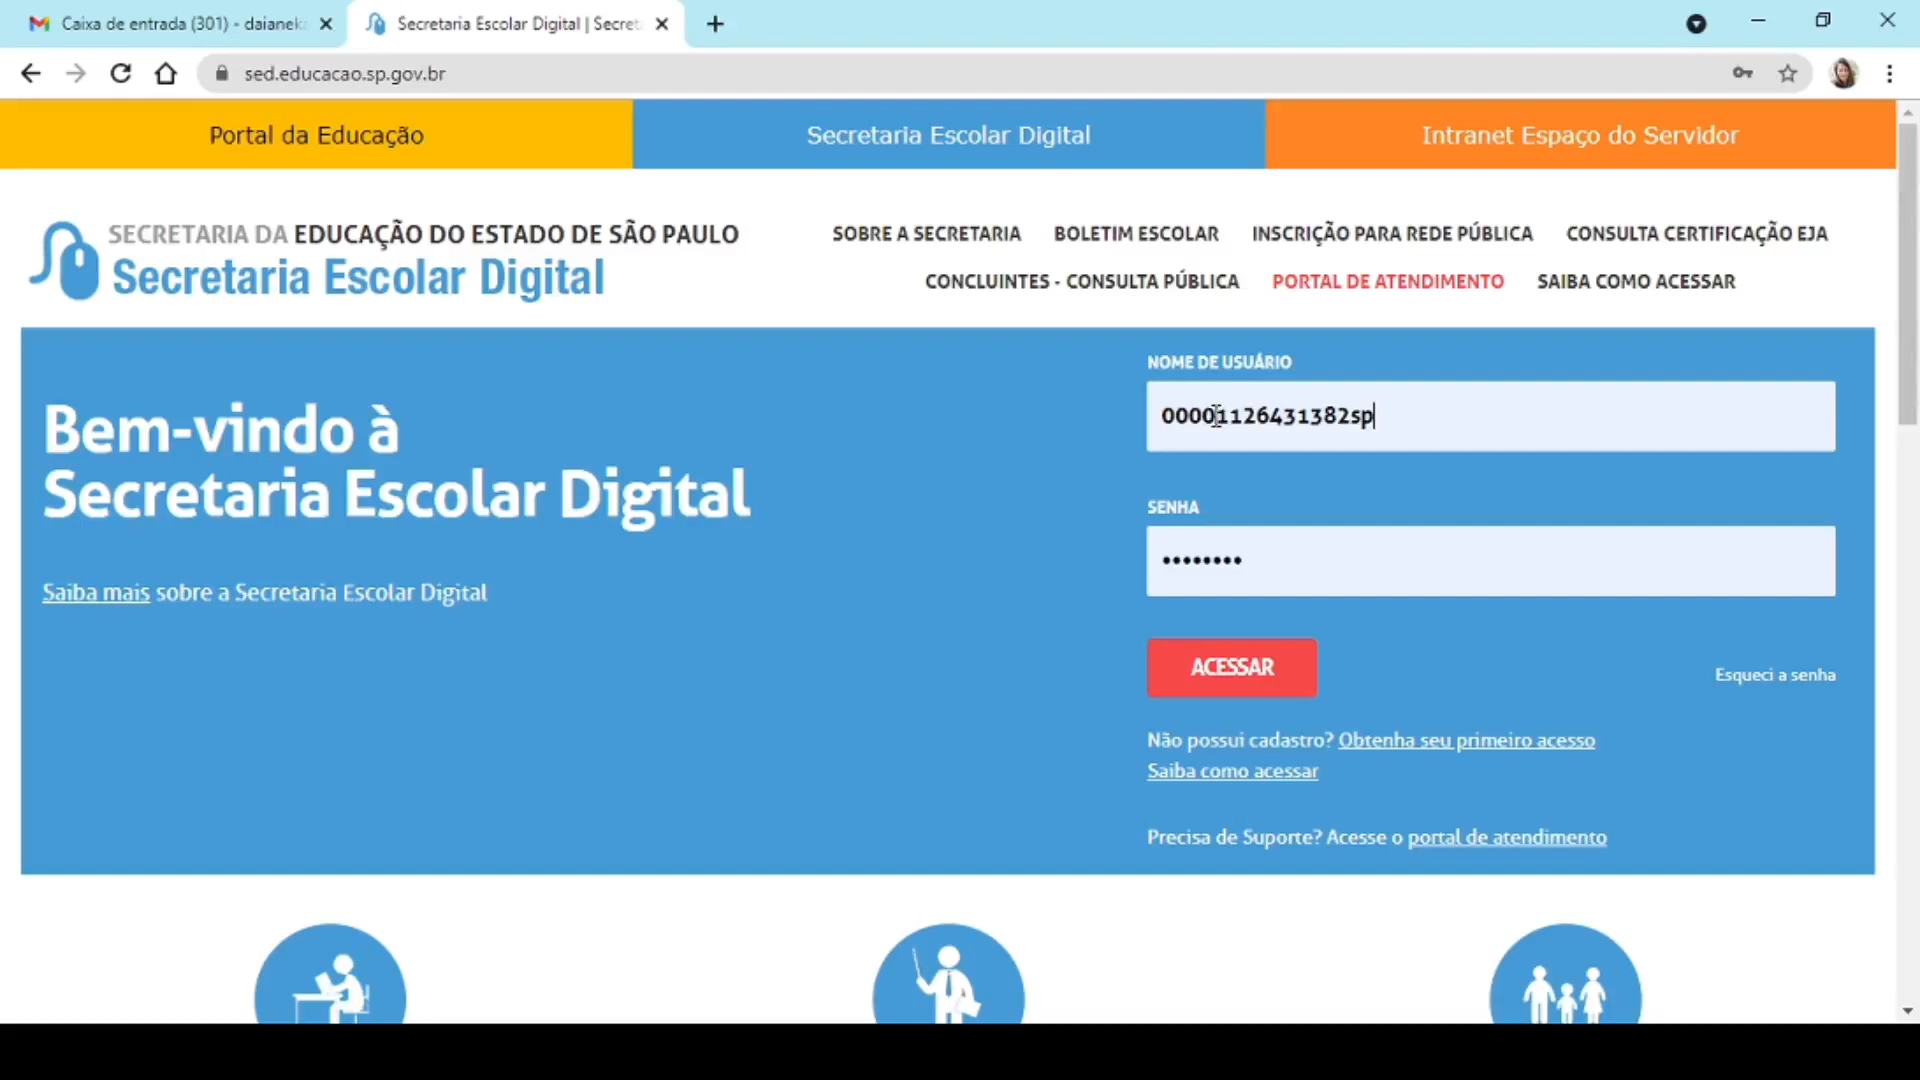 Caixa de entrada (301) - daianek
Secretaria Escolar Digital | Secret
sed.educacao.sp.gov.br
Portal da Educação
Secretaria Escolar Digital
Intranet Espaço do Servidor
SECRETARIA DA EDUCAÇÃO DO ESTADO DE SÃO PAULO
Secretaria Escolar Digital
SOBRE A SECRETARIA
BOLETIM ESCOLAR
INSCRIÇÃO PARA REDE PÚBLICA
CONSULTA CERTIFICAÇÃO EJA
CONCLUINTES - CONSULTA PÚBLICA
PORTAL DE ATENDIMENTO
SAIBA COMO ACESSAR
Bem-vindo à
Secretaria Escolar Digital
Saiba mais sobre a Secretaria Escolar Digital
NOME DE USUÁRIO
00001126431382sp
SENHA
••••••••
ACESSAR
Esqueci a senha
Não possui cadastro? Obtenha seu primeiro acesso
Saiba como acessar
Precisa de Suporte? Acesse o portal de atendimento